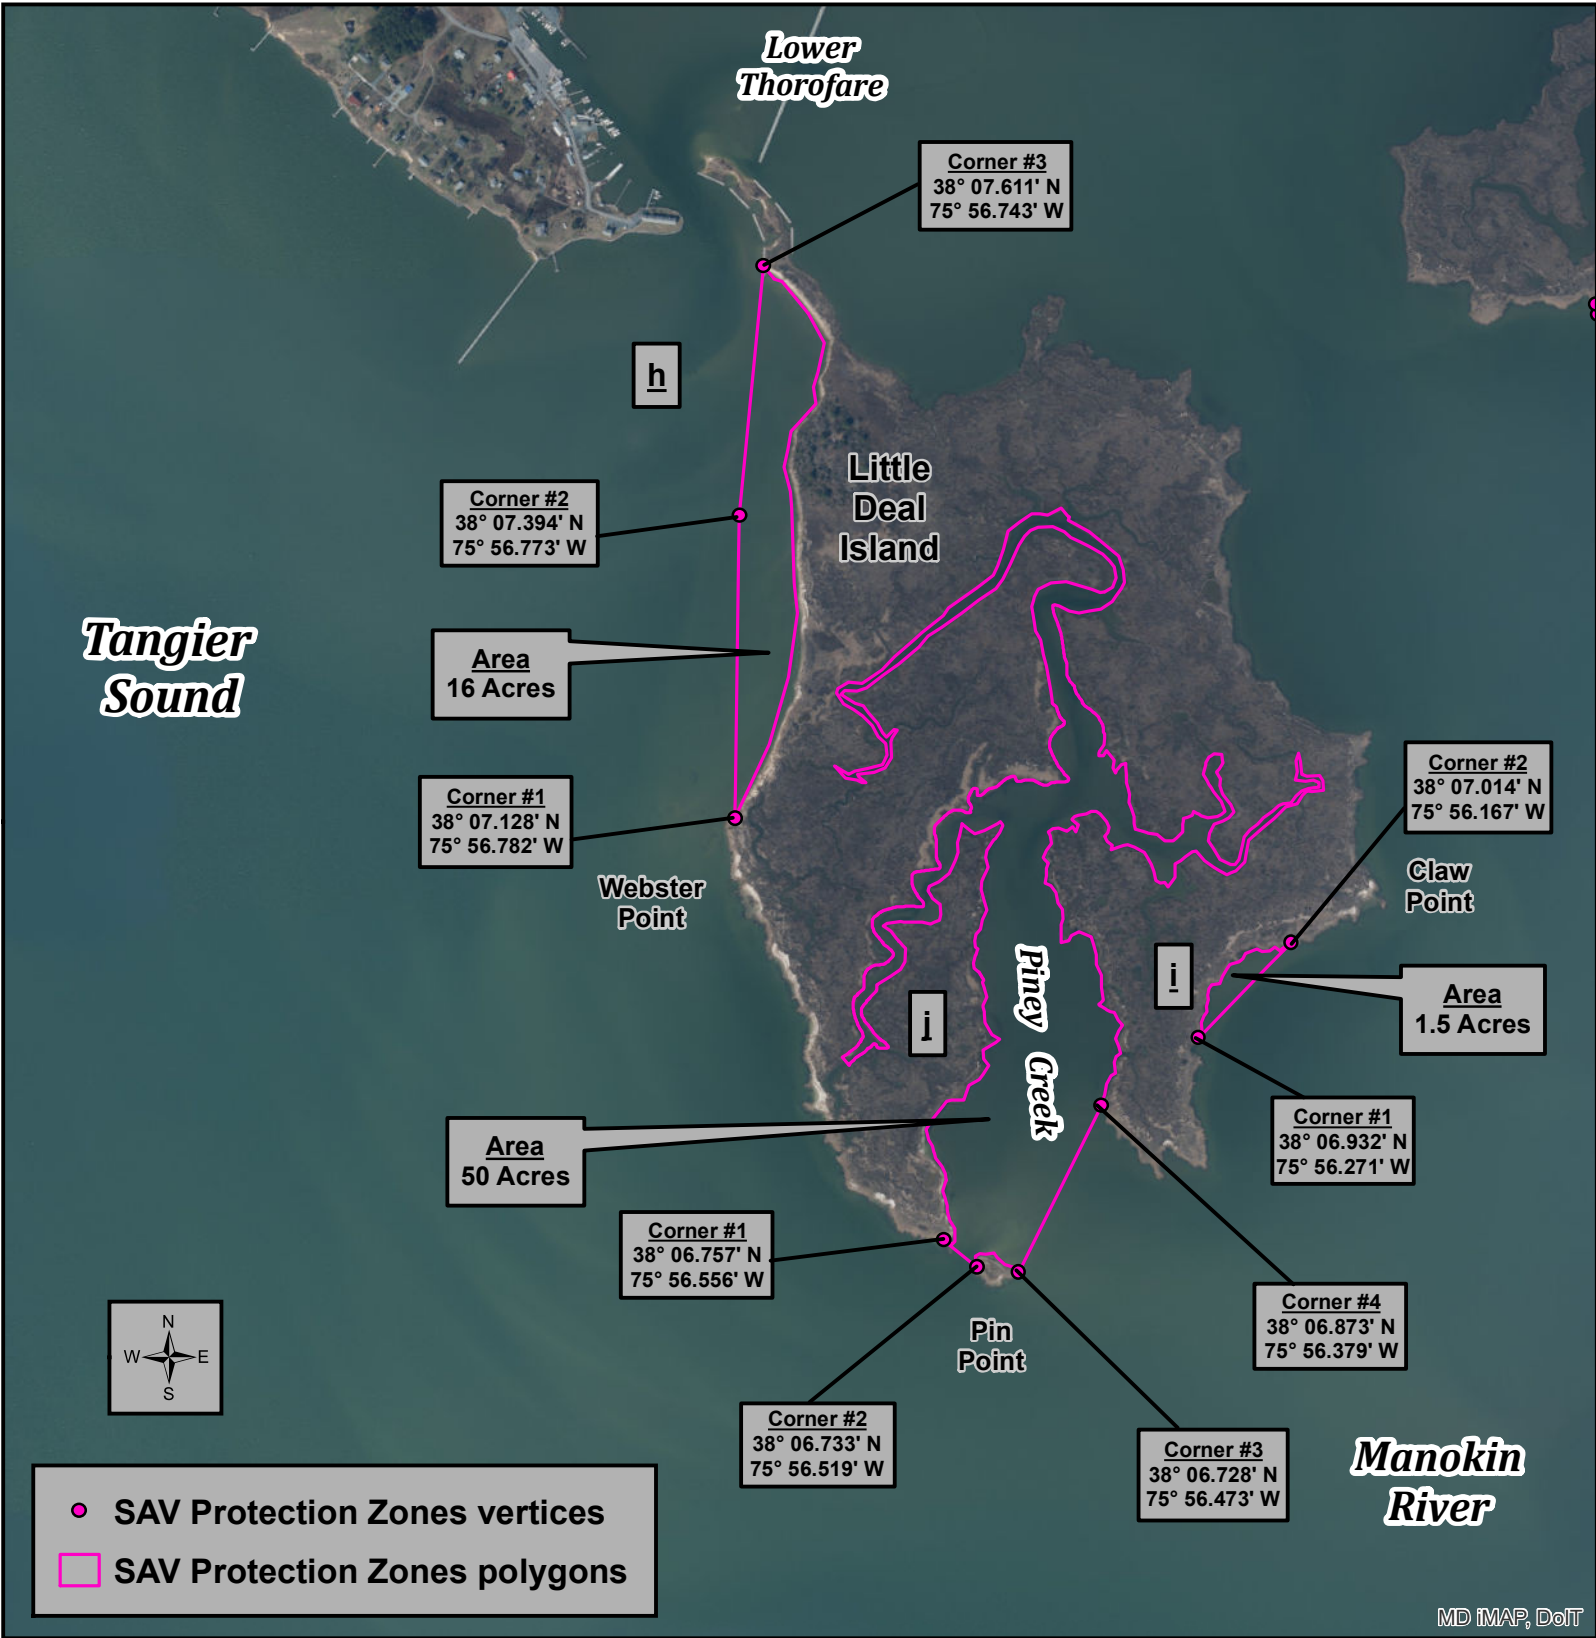 Lower
Thorofare
Corner #3
38° 07.611' N
75° 56.743' W
h
Little
Deal
Island
Corner #2
38° 07.394' N
75° 56.773' W
Tangier
Sound
Area
16 Acres
Corner #1
38° 07.128' N
75° 56.782' W
Webster
Point
Corner #2
38° 07.014' N
75° 56.167' W
Claw
Point
i
Area
1.5 Acres
j
Piney Creek
Corner #1
38° 06.932' N
75° 56.271' W
Area
50 Acres
Corner #1
38° 06.757' N
75° 56.556' W
Corner #4
38° 06.873' N
75° 56.379' W
Pin
Point
Corner #2
38° 06.733' N
75° 56.519' W
Corner #3
38° 06.728' N
75° 56.473' W
Manokin
River
N
W E
S
SAV Protection Zones vertices
SAV Protection Zones polygons
MD iMAP, DoIT